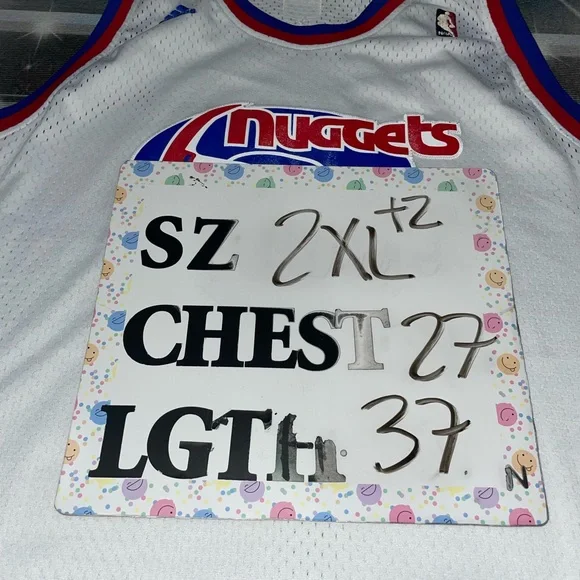 NUGGETS
SZ 2XL +2
CHEST 27
LGTH. 37.
N